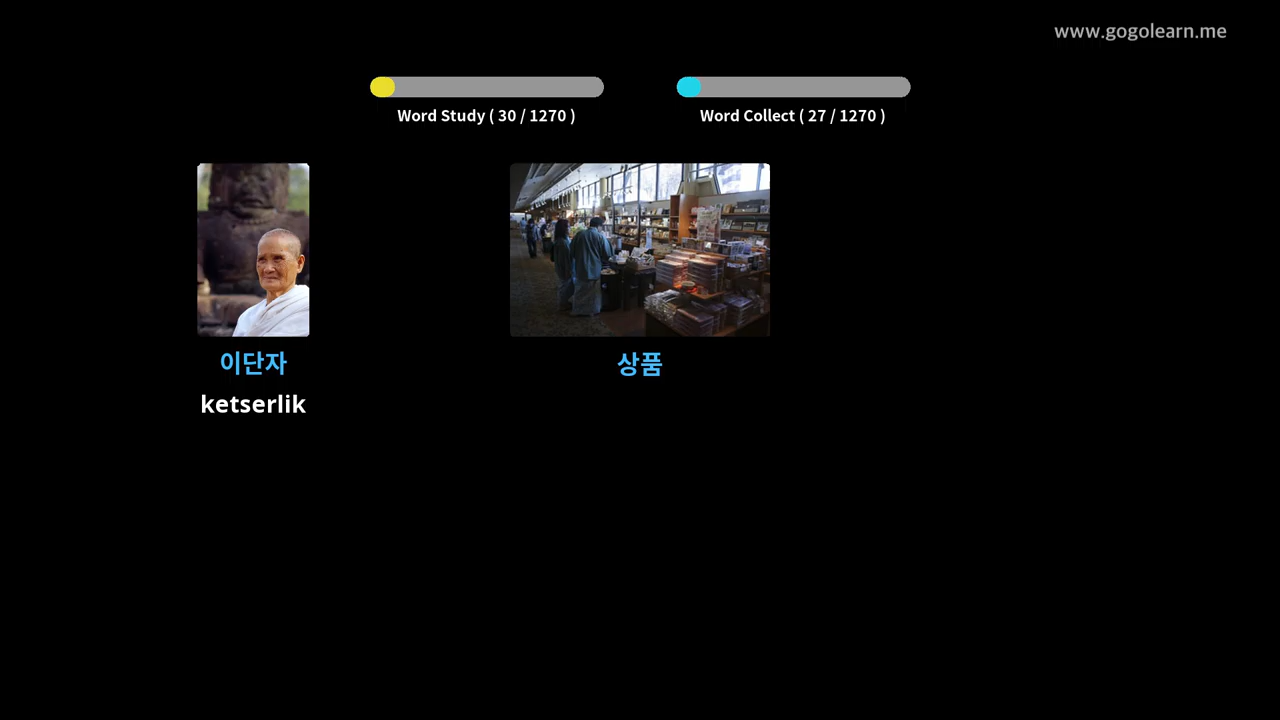 www.gogolearn.me
Word Study ( 30 / 1270 )
Word Collect ( 27 / 1270 )
이단자
ketserlik
상품